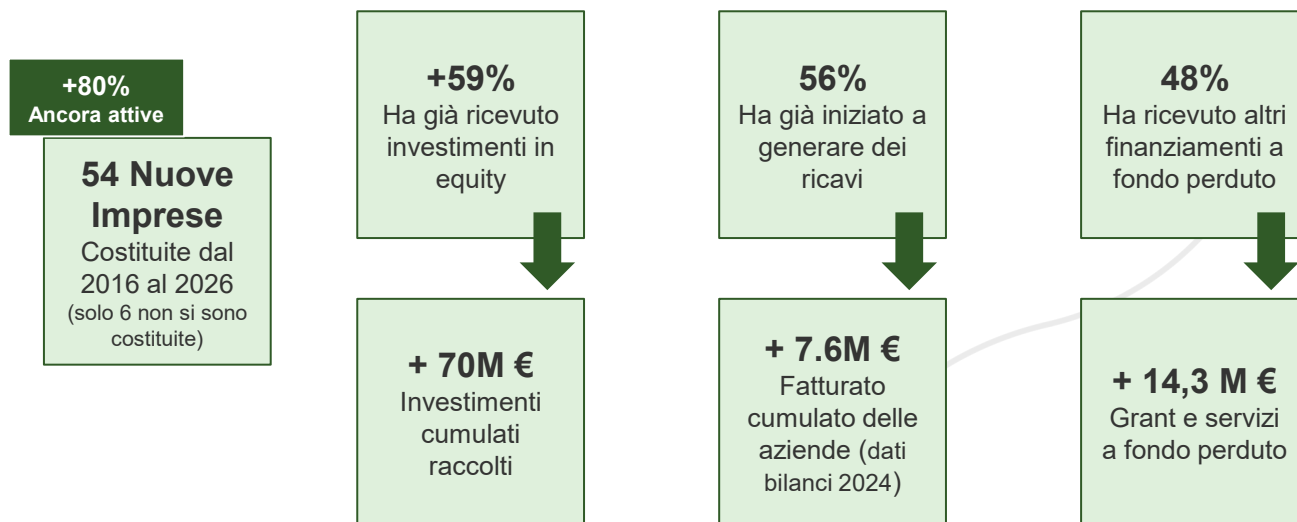 +80%
Ancora attive
54 Nuove
Imprese
Costituite dal
2016 al 2026
(solo 6 non si sono
costituite)
+59%
Ha già ricevuto
investimenti in
equity
+ 70M €
Investimenti
cumulati
raccolti
56%
Ha già iniziato a
generare dei
ricavi
+ 7.6M €
Fatturato
cumulato delle
aziende (dati
bilanci 2024)
48%
Ha ricevuto altri
finanziamenti a
fondo perduto
+ 14,3 M €
Grant e servizi
a fondo perduto